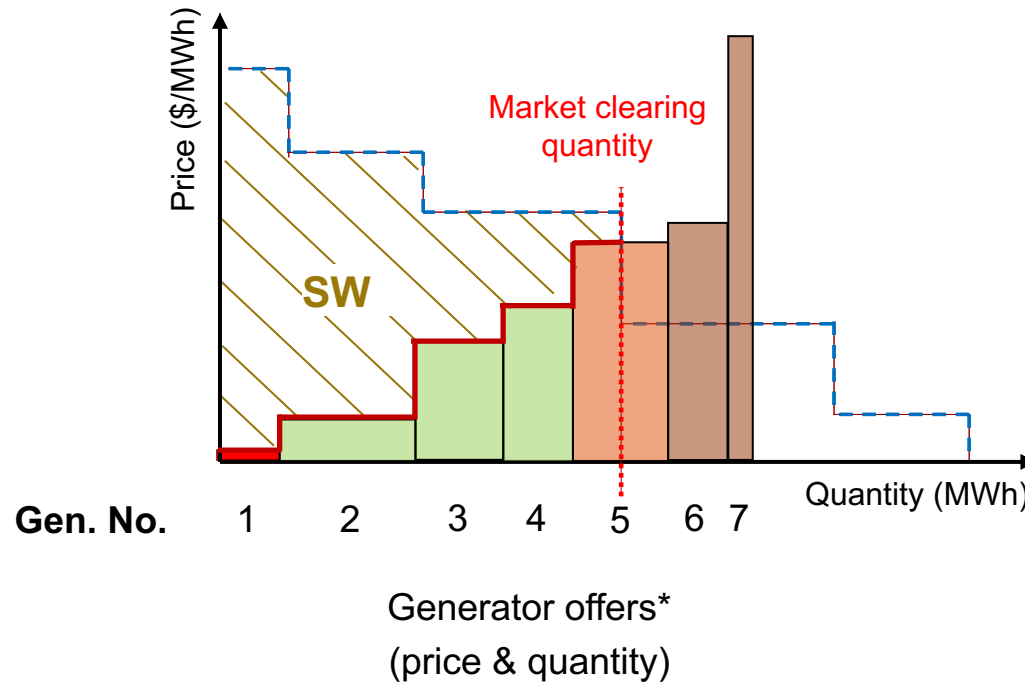 Price ($/MWh)
Market clearing
quantity
SW
Quantity (MWh)
Gen. No. 1 2 3 4 5 6 7
Generator offers*
(price & quantity)